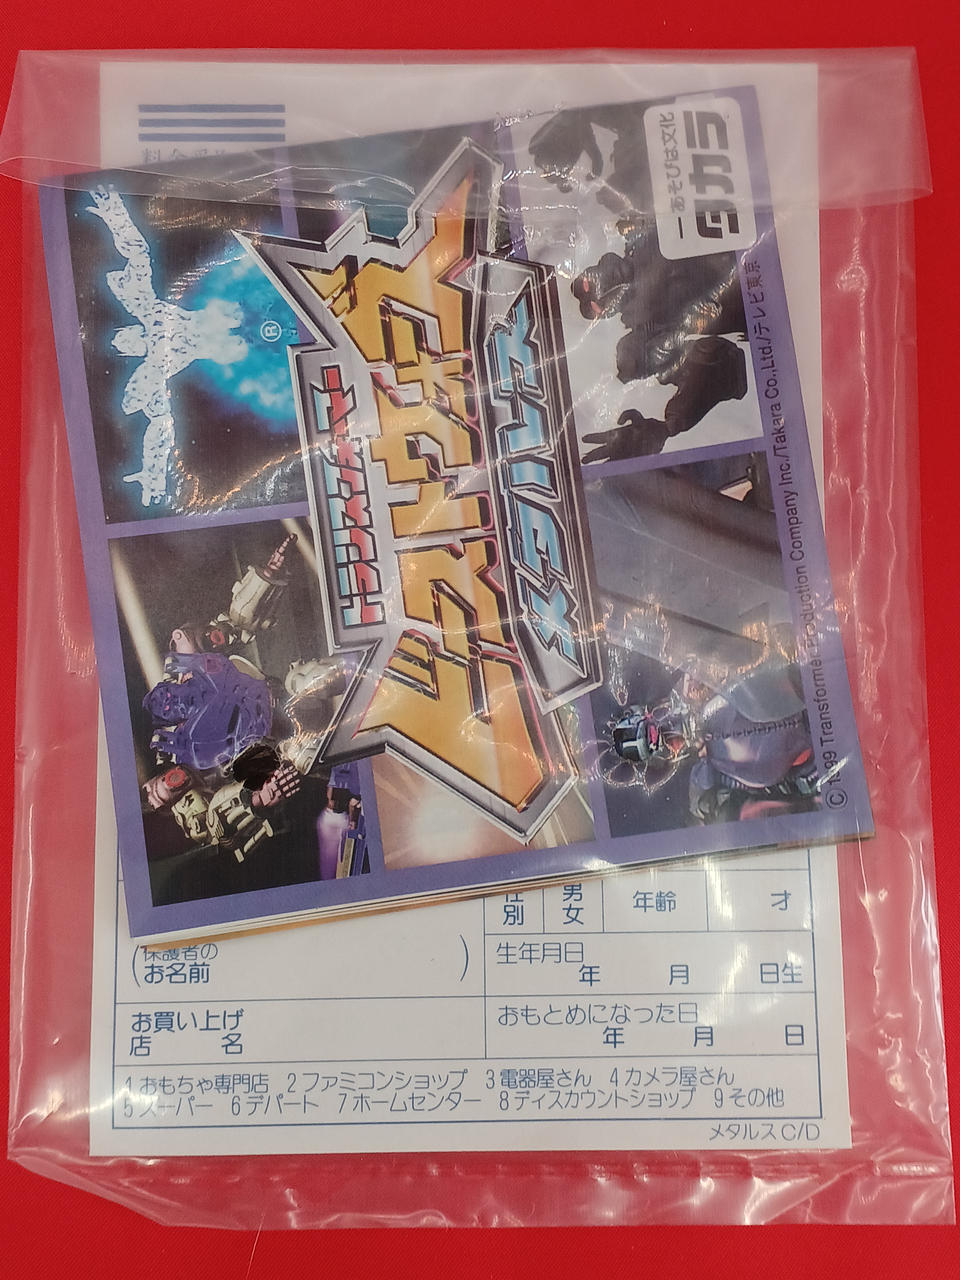 タカラ
―あそびは文化
トランスフォーマー
ビーストウォーズ
メタルス
®
© 1999 Transformer Production Company Inc./Takara Co.,Ltd./テレビ東京
性別
男
女
年齢 才
保護者の
(お名前 )
生年月日
年 月 日生
お買い上げ
店 名
おもとめになった日
年 月 日
1 おもちゃ専門店 2 ファミコンショップ 3 電器屋さん 4 カメラ屋さん
5 スーパー 6 デパート 7 ホームセンター 8 ディスカウントショップ 9 その他
メタルス C/D